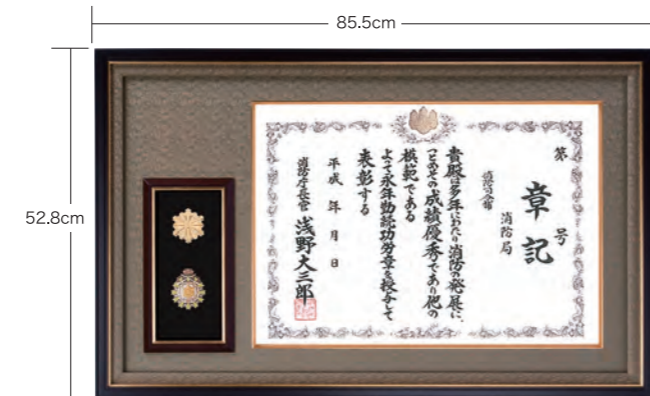 85.5cm
52.8cm
第 号
章記
消防局
貴殿は多年にわたり消防の発展に、
つとめその成績優秀であり他の
模範である
よつて永年勤続功労章を授与して
表彰する
平成 年 月 日
消防庁長官 浅野大三郎